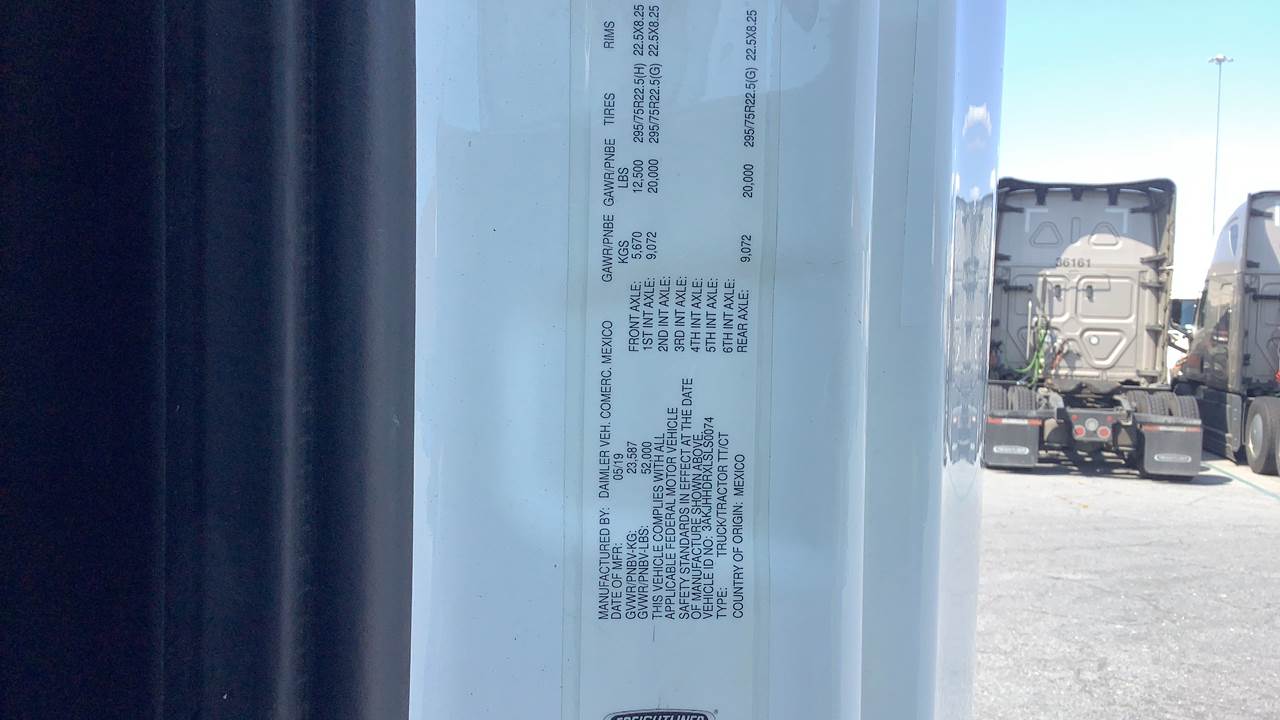 MANUFACTURED BY: DAIMLER VEH. COMERC. MEXICO
DATE OF MFR: 05/19
GVWR/PNBV-KG: 23,587
GVWR/PNBV-LBS: 52,000
THIS VEHICLE COMPLIES WITH ALL
APPLICABLE FEDERAL MOTOR VEHICLE
SAFETY STANDARDS IN EFFECT AT THE DATE
OF MANUFACTURE SHOWN ABOVE
VEHICLE ID NO: 3AKJHHDRXLSLS0074
TYPE: TRUCK/TRACTOR TT/CT
COUNTRY OF ORIGIN: MEXICO
GAWR/PNBE GAWR/PNBE TIRES RIMS
KGS LBS
FRONT AXLE: 5,670 12,500 295/75R22.5(H) 22.5X8.25
1ST INT AXLE: 9,072 20,000 295/75R22.5(G) 22.5X8.25
2ND INT AXLE:
3RD INT AXLE:
4TH INT AXLE:
5TH INT AXLE:
6TH INT AXLE:
REAR AXLE: 9,072 20,000 295/75R22.5(G) 22.5X8.25
FREIGHTLINER
36161